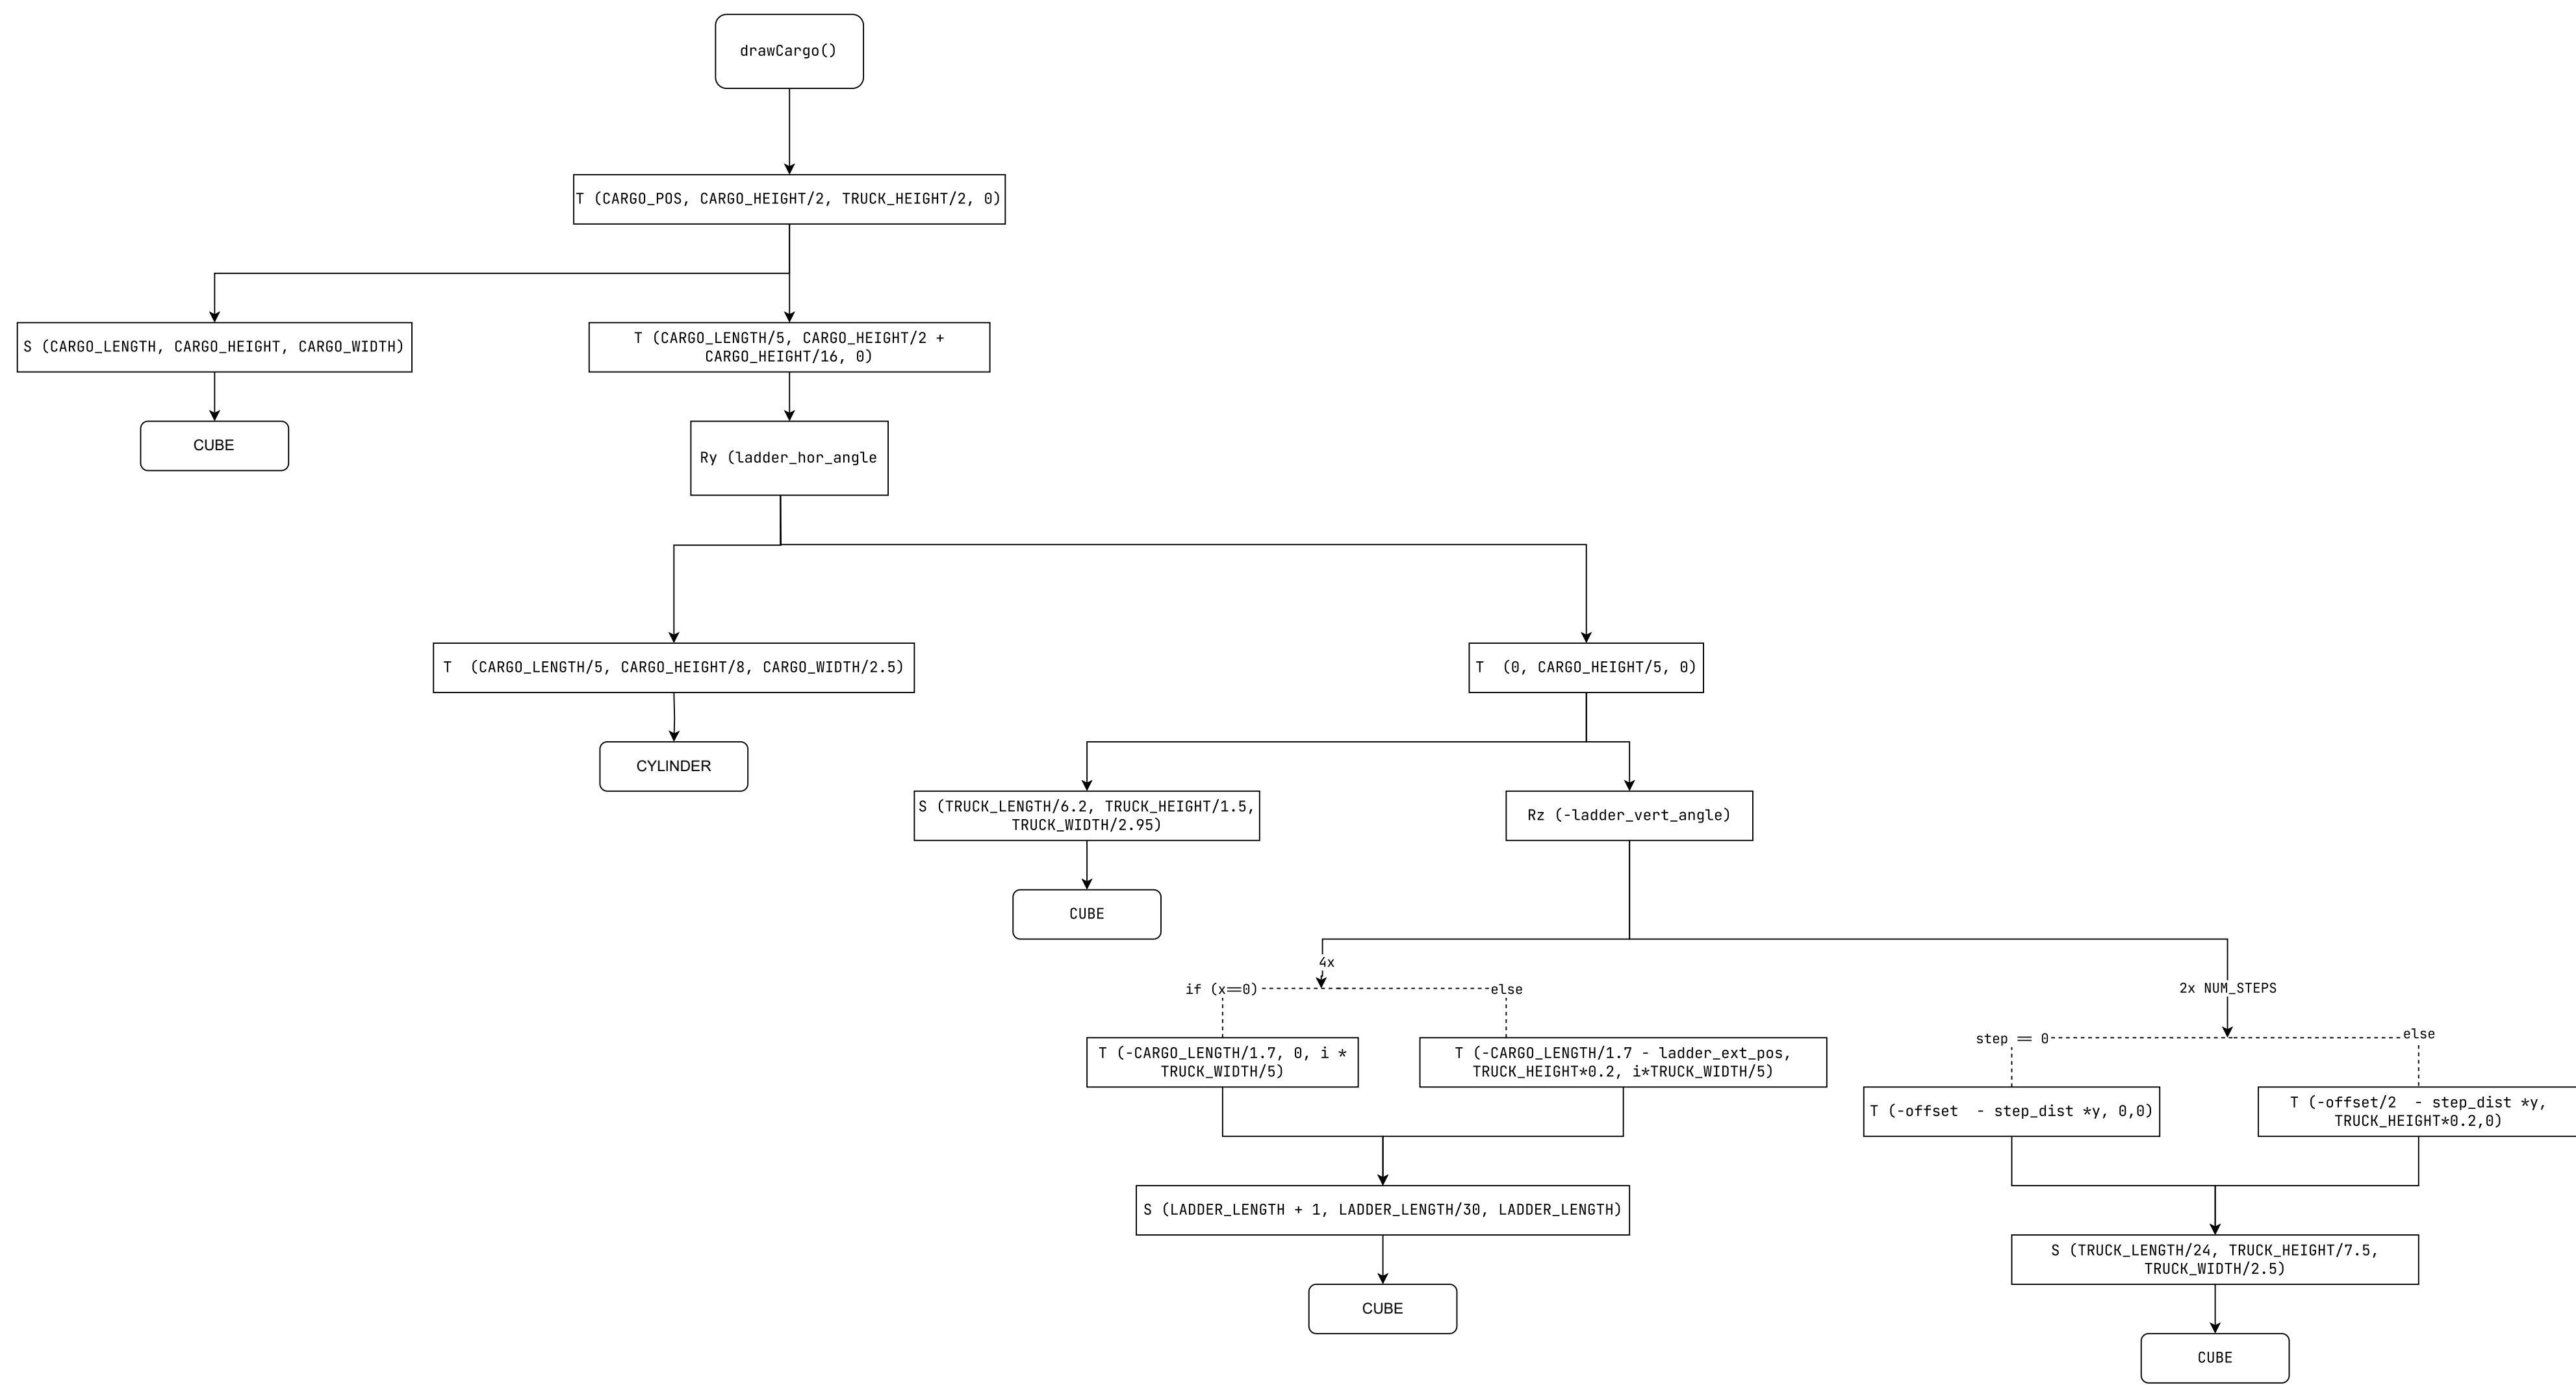 drawCargo()
T (CARGO_POS, CARGO_HEIGHT/2, TRUCK_HEIGHT/2, 0)
S (CARGO_LENGTH, CARGO_HEIGHT, CARGO_WIDTH)
T (CARGO_LENGTH/5, CARGO_HEIGHT/2 +
CARGO_HEIGHT/16, 0)
CUBE
Ry (ladder_hor_angle
T  (CARGO_LENGTH/5, CARGO_HEIGHT/8, CARGO_WIDTH/2.5)
T  (0, CARGO_HEIGHT/5, 0)
CYLINDER
S (TRUCK_LENGTH/6.2, TRUCK_HEIGHT/1.5,
TRUCK_WIDTH/2.95)
Rz (-ladder_vert_angle)
CUBE
4x
if (x==0)
else
2x NUM_STEPS
step == 0
else
T (-CARGO_LENGTH/1.7, 0, i *
TRUCK_WIDTH/5)
T (-CARGO_LENGTH/1.7 - ladder_ext_pos,
TRUCK_HEIGHT*0.2, i*TRUCK_WIDTH/5)
T (-offset  - step_dist *y, 0,0)
T (-offset/2  - step_dist *y,
TRUCK_HEIGHT*0.2,0)
S (LADDER_LENGTH + 1, LADDER_LENGTH/30, LADDER_LENGTH)
S (TRUCK_LENGTH/24, TRUCK_HEIGHT/7.5,
TRUCK_WIDTH/2.5)
CUBE
CUBE